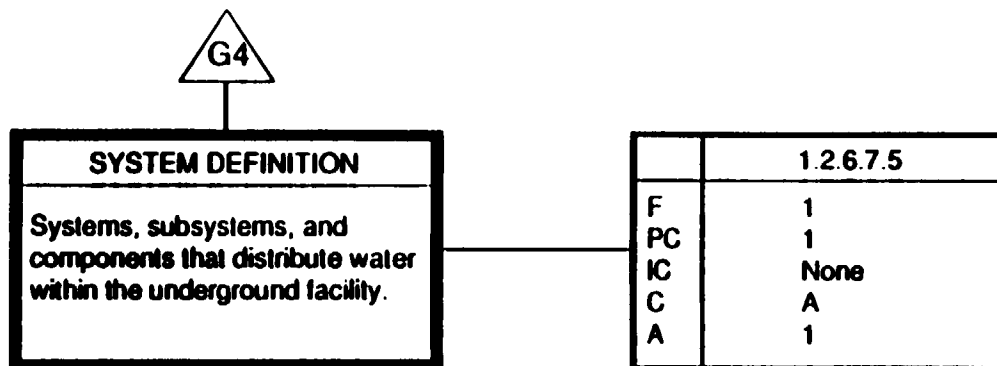 G4
SYSTEM DEFINITION
Systems, subsystems, and
components that distribute water
within the underground facility.
1.2.6.7.5
F 1
PC 1
IC None
C A
A 1